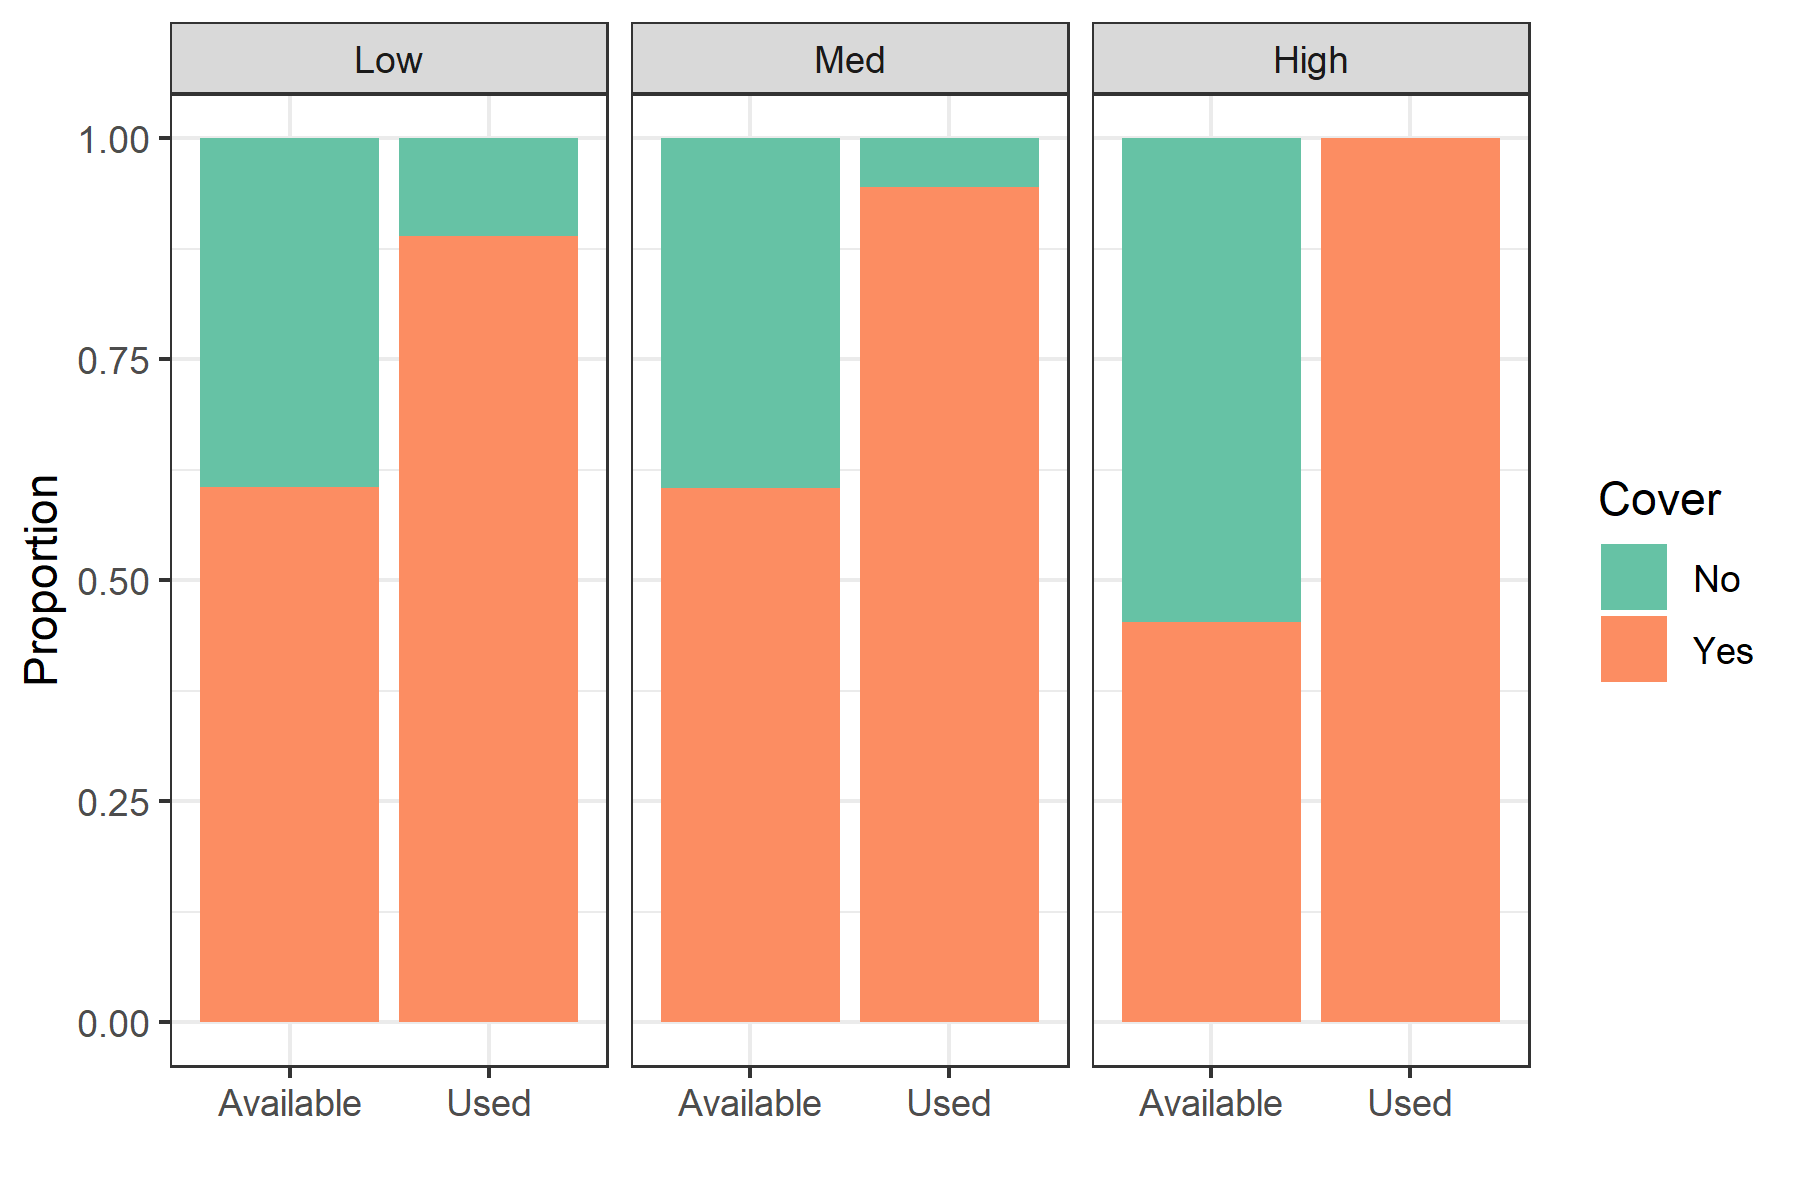 Low
Med
High
1.00
0.75
0.50
0.25
0.00
Proportion
Available
Used
Available
Used
Available
Used
Cover
No
Yes